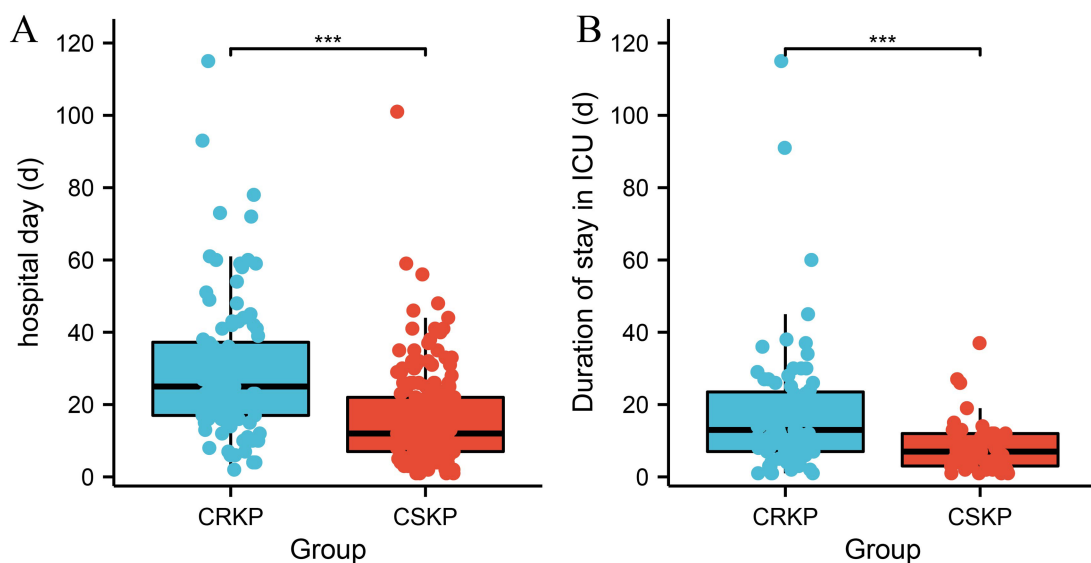 A
hospital day (d)
120
100
80
60
40
20
0
***
CRKP
CSKP
Group
B
Duration of stay in ICU (d)
120
100
80
60
40
20
0
***
CRKP
CSKP
Group